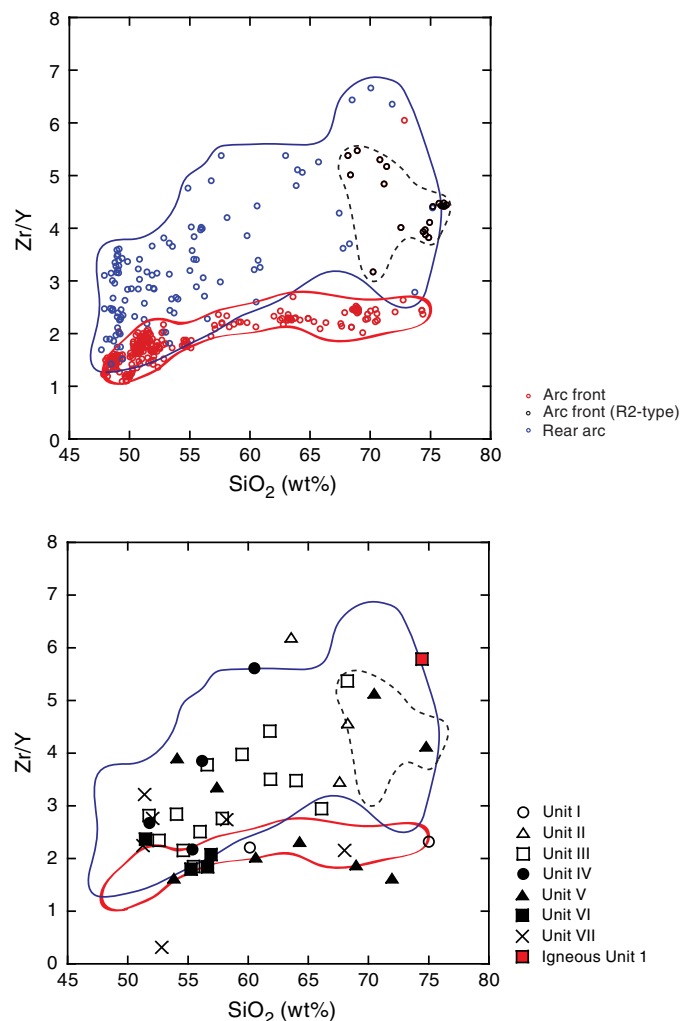 8
7
6
5
4
3
2
1
0
Zr/Y
45 50 55 60 65 70 75 80
SiO2 (wt%)
Arc front
Arc front (R2-type)
Rear arc
8
7
6
5
4
3
2
1
0
Zr/Y
45 50 55 60 65 70 75 80
SiO2 (wt%)
Unit I
Unit II
Unit III
Unit IV
Unit V
Unit VI
Unit VII
Igneous Unit 1